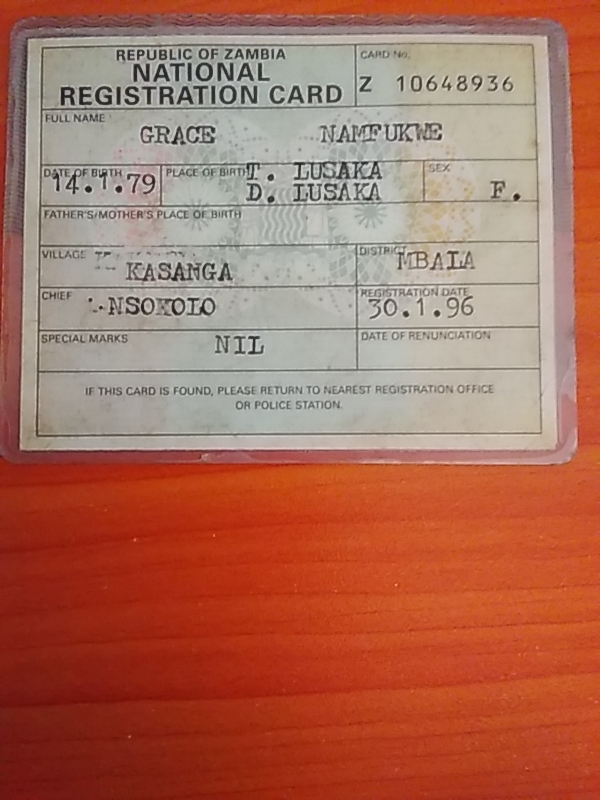 REPUBLIC OF ZAMBIA
NATIONAL
REGISTRATION CARD
CARD No.
Z 10648936
FULL NAME
GRACE NAMFUKWE
DATE OF BIRTH
14.1.79
PLACE OF BIRTH
T. LUSAKA
D. LUSAKA
SEX
F.
FATHER'S/MOTHER'S PLACE OF BIRTH
VILLAGE
KASANGA
DISTRICT
MBALA
CHIEF
NSOKOLO
REGISTRATION DATE
30.1.96
SPECIAL MARKS
NIL
DATE OF RENUNCIATION
IF THIS CARD IS FOUND, PLEASE RETURN TO NEAREST REGISTRATION OFFICE
OR POLICE STATION.